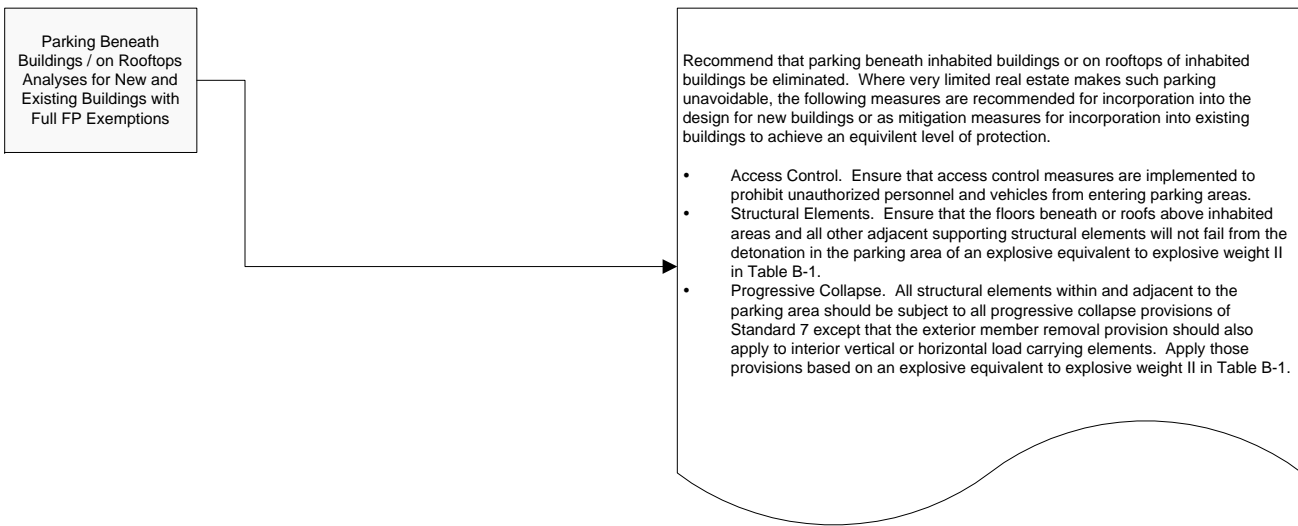 Parking Beneath
Buildings / on Rooftops
Analyses for New and
Existing Buildings with
Full FP Exemptions
Recommend that parking beneath inhabited buildings or on rooftops of inhabited
buildings be eliminated.  Where very limited real estate makes such parking
unavoidable, the following measures are recommended for incorporation into the
design for new buildings or as mitigation measures for incorporation into existing
buildings to achieve an equivilent level of protection.
• Access Control.  Ensure that access control measures are implemented to
prohibit unauthorized personnel and vehicles from entering parking areas.
• Structural Elements.  Ensure that the floors beneath or roofs above inhabited
areas and all other adjacent supporting structural elements will not fail from the
detonation in the parking area of an explosive equivalent to explosive weight II
in Table B-1.
• Progressive Collapse.  All structural elements within and adjacent to the
parking area should be subject to all progressive collapse provisions of
Standard 7 except that the exterior member removal provision should also
apply to interior vertical or horizontal load carrying elements.  Apply those
provisions based on an explosive equivalent to explosive weight II in Table B-1.